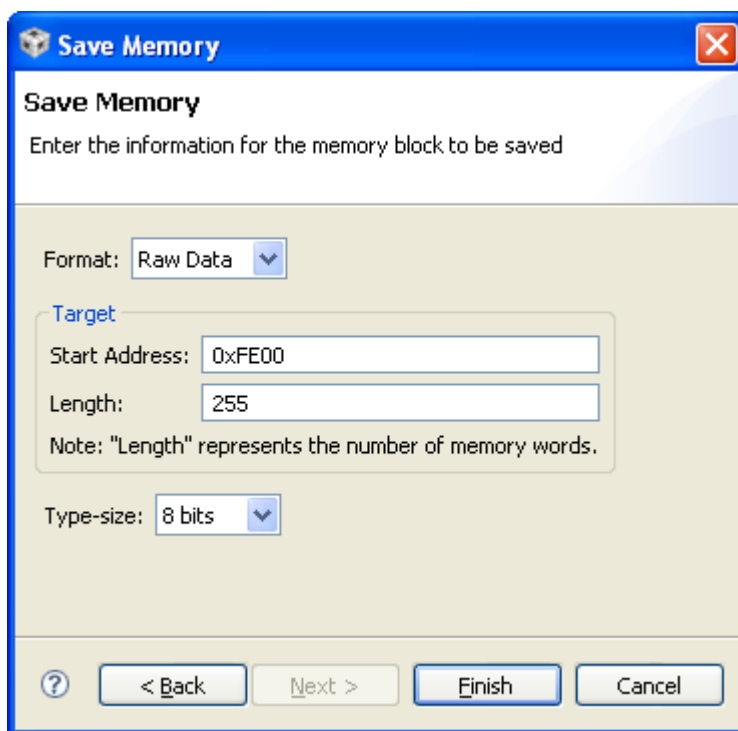 Save Memory
Save Memory
Enter the information for the memory block to be saved
Format: Raw Data
Target
Start Address: 0xFE00
Length: 255
Note: "Length" represents the number of memory words.
Type-size: 8 bits
? < Back Next > Finish Cancel